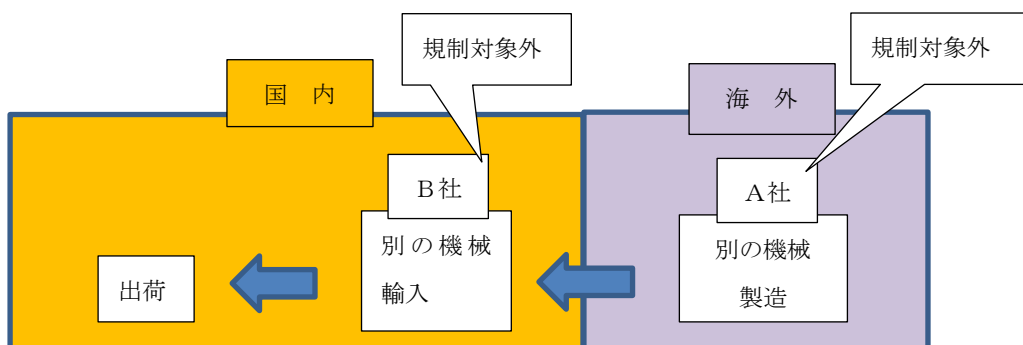 規制対象外
規制対象外
国　内
海　外
B社
A社
別の機械
輸入
別の機械
製造
出荷